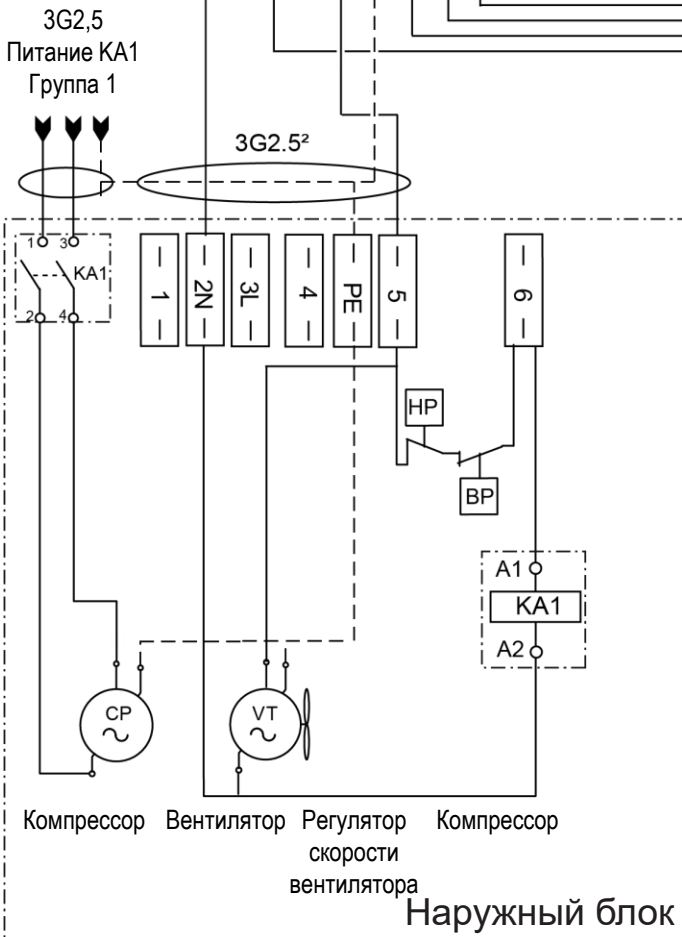 3G2,5
Питание КА1
Группа 1
3G2.5²
1 3
KA1
2 4
1
2N
3L
4
PE
5
6
HP
BP
A1
KA1
A2
CP
VT
Компрессор Вентилятор Регулятор Компрессор
скорости
вентилятора
Наружный блок